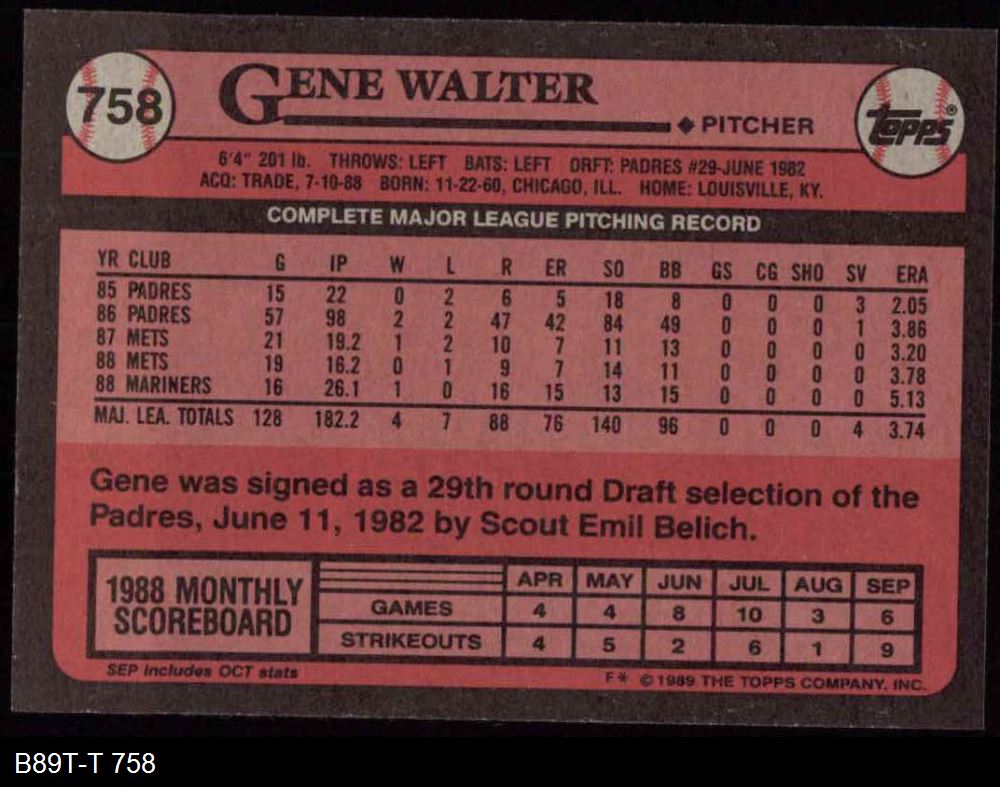 758
GENE WALTER
PITCHER
Topps®
6'4" 201 lb. THROWS: LEFT BATS: LEFT DRFT: PADRES #29-JUNE 1982
ACQ: TRADE, 7-10-88 BORN: 11-22-60, CHICAGO, ILL. HOME: LOUISVILLE, KY.
COMPLETE MAJOR LEAGUE PITCHING RECORD
YR CLUB G IP W L R ER SO BB GS CG SHO SV ERA
85 PADRES 15 22 0 2 6 5 18 8 0 0 0 3 2.05
86 PADRES 57 98 2 2 47 42 84 49 0 0 0 1 3.86
87 METS 21 19.2 1 2 10 7 11 13 0 0 0 0 3.20
88 METS 19 16.2 0 1 9 7 14 11 0 0 0 0 3.78
88 MARINERS 16 26.1 1 0 16 15 13 15 0 0 0 0 5.13
MAJ. LEA. TOTALS 128 182.2 4 7 88 76 140 96 0 0 0 4 3.74
Gene was signed as a 29th round Draft selection of the
Padres, June 11, 1982 by Scout Emil Belich.
1988 MONTHLY
SCOREBOARD
APR MAY JUN JUL AUG SEP
GAMES 4 4 8 10 3 6
STRIKEOUTS 4 5 2 6 1 9
SEP includes OCT stats
F* © 1989 THE TOPPS COMPANY, INC.
B89T-T 758